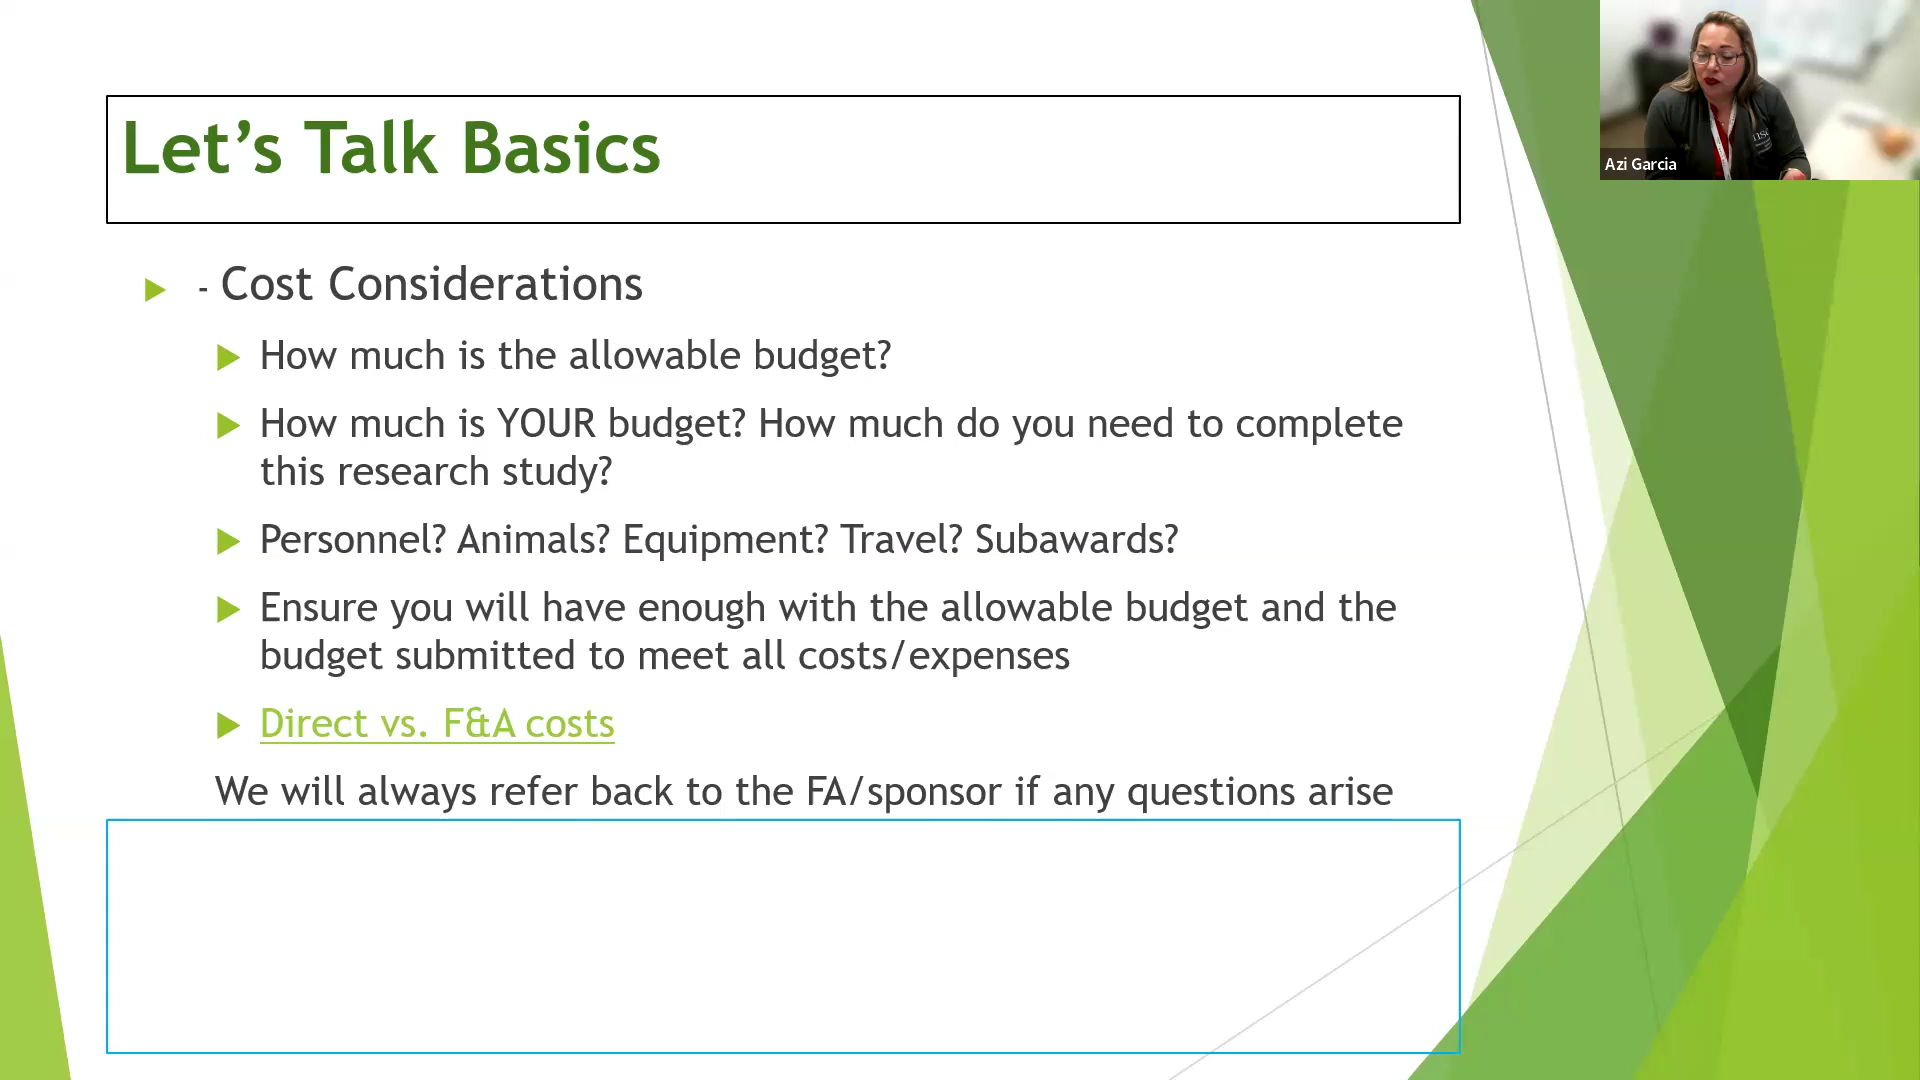 Let’s Talk Basics
Azi Garcia
- Cost Considerations
How much is the allowable budget?
How much is YOUR budget? How much do you need to complete
this research study?
Personnel? Animals? Equipment? Travel? Subawards?
Ensure you will have enough with the allowable budget and the
budget submitted to meet all costs/expenses
Direct vs. F&A costs
We will always refer back to the FA/sponsor if any questions arise